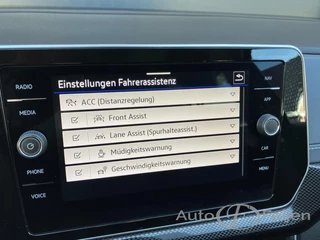 Einstellungen Fahrerassistenz
RADIO
MEDIA
PHONE
VOICE
ACC (Distanzregelung)
Front Assist
Lane Assist (Spurhalteassist.)
Müdigkeitswarnung
Geschwindigkeitswarnung
NAV
APP
CAR
MENU
Auto